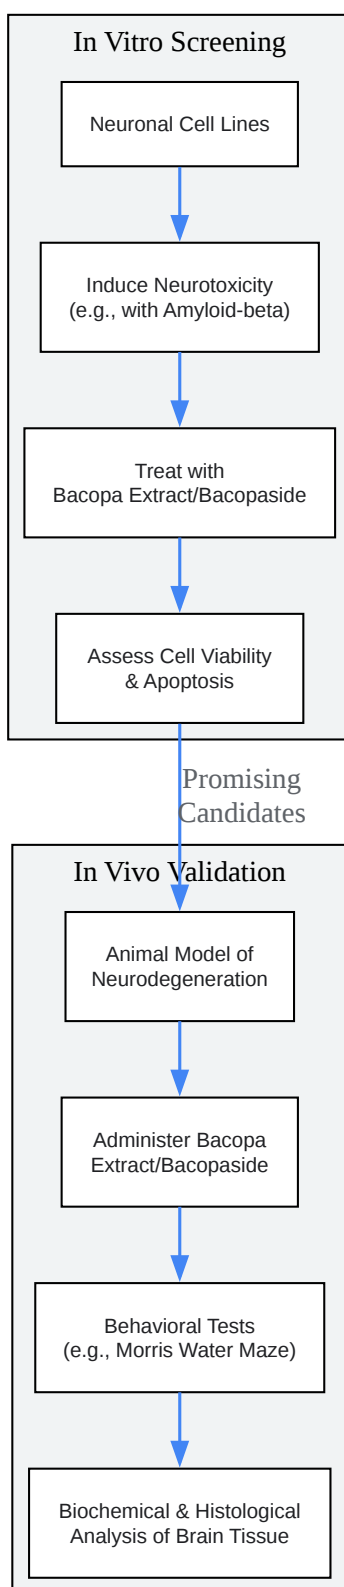 In Vitro Screening
Neuronal Cell Lines
Induce Neurotoxicity
(e.g., with Amyloid-beta)
Treat with
Bacopa Extract/Bacopaside
Assess Cell Viability
& Apoptosis
Promising
Candidates
In Vivo Validation
Animal Model of
Neurodegeneration
Administer Bacopa
Extract/Bacopaside
Behavioral Tests
(e.g., Morris Water Maze)
Biochemical & Histological
Analysis of Brain Tissue